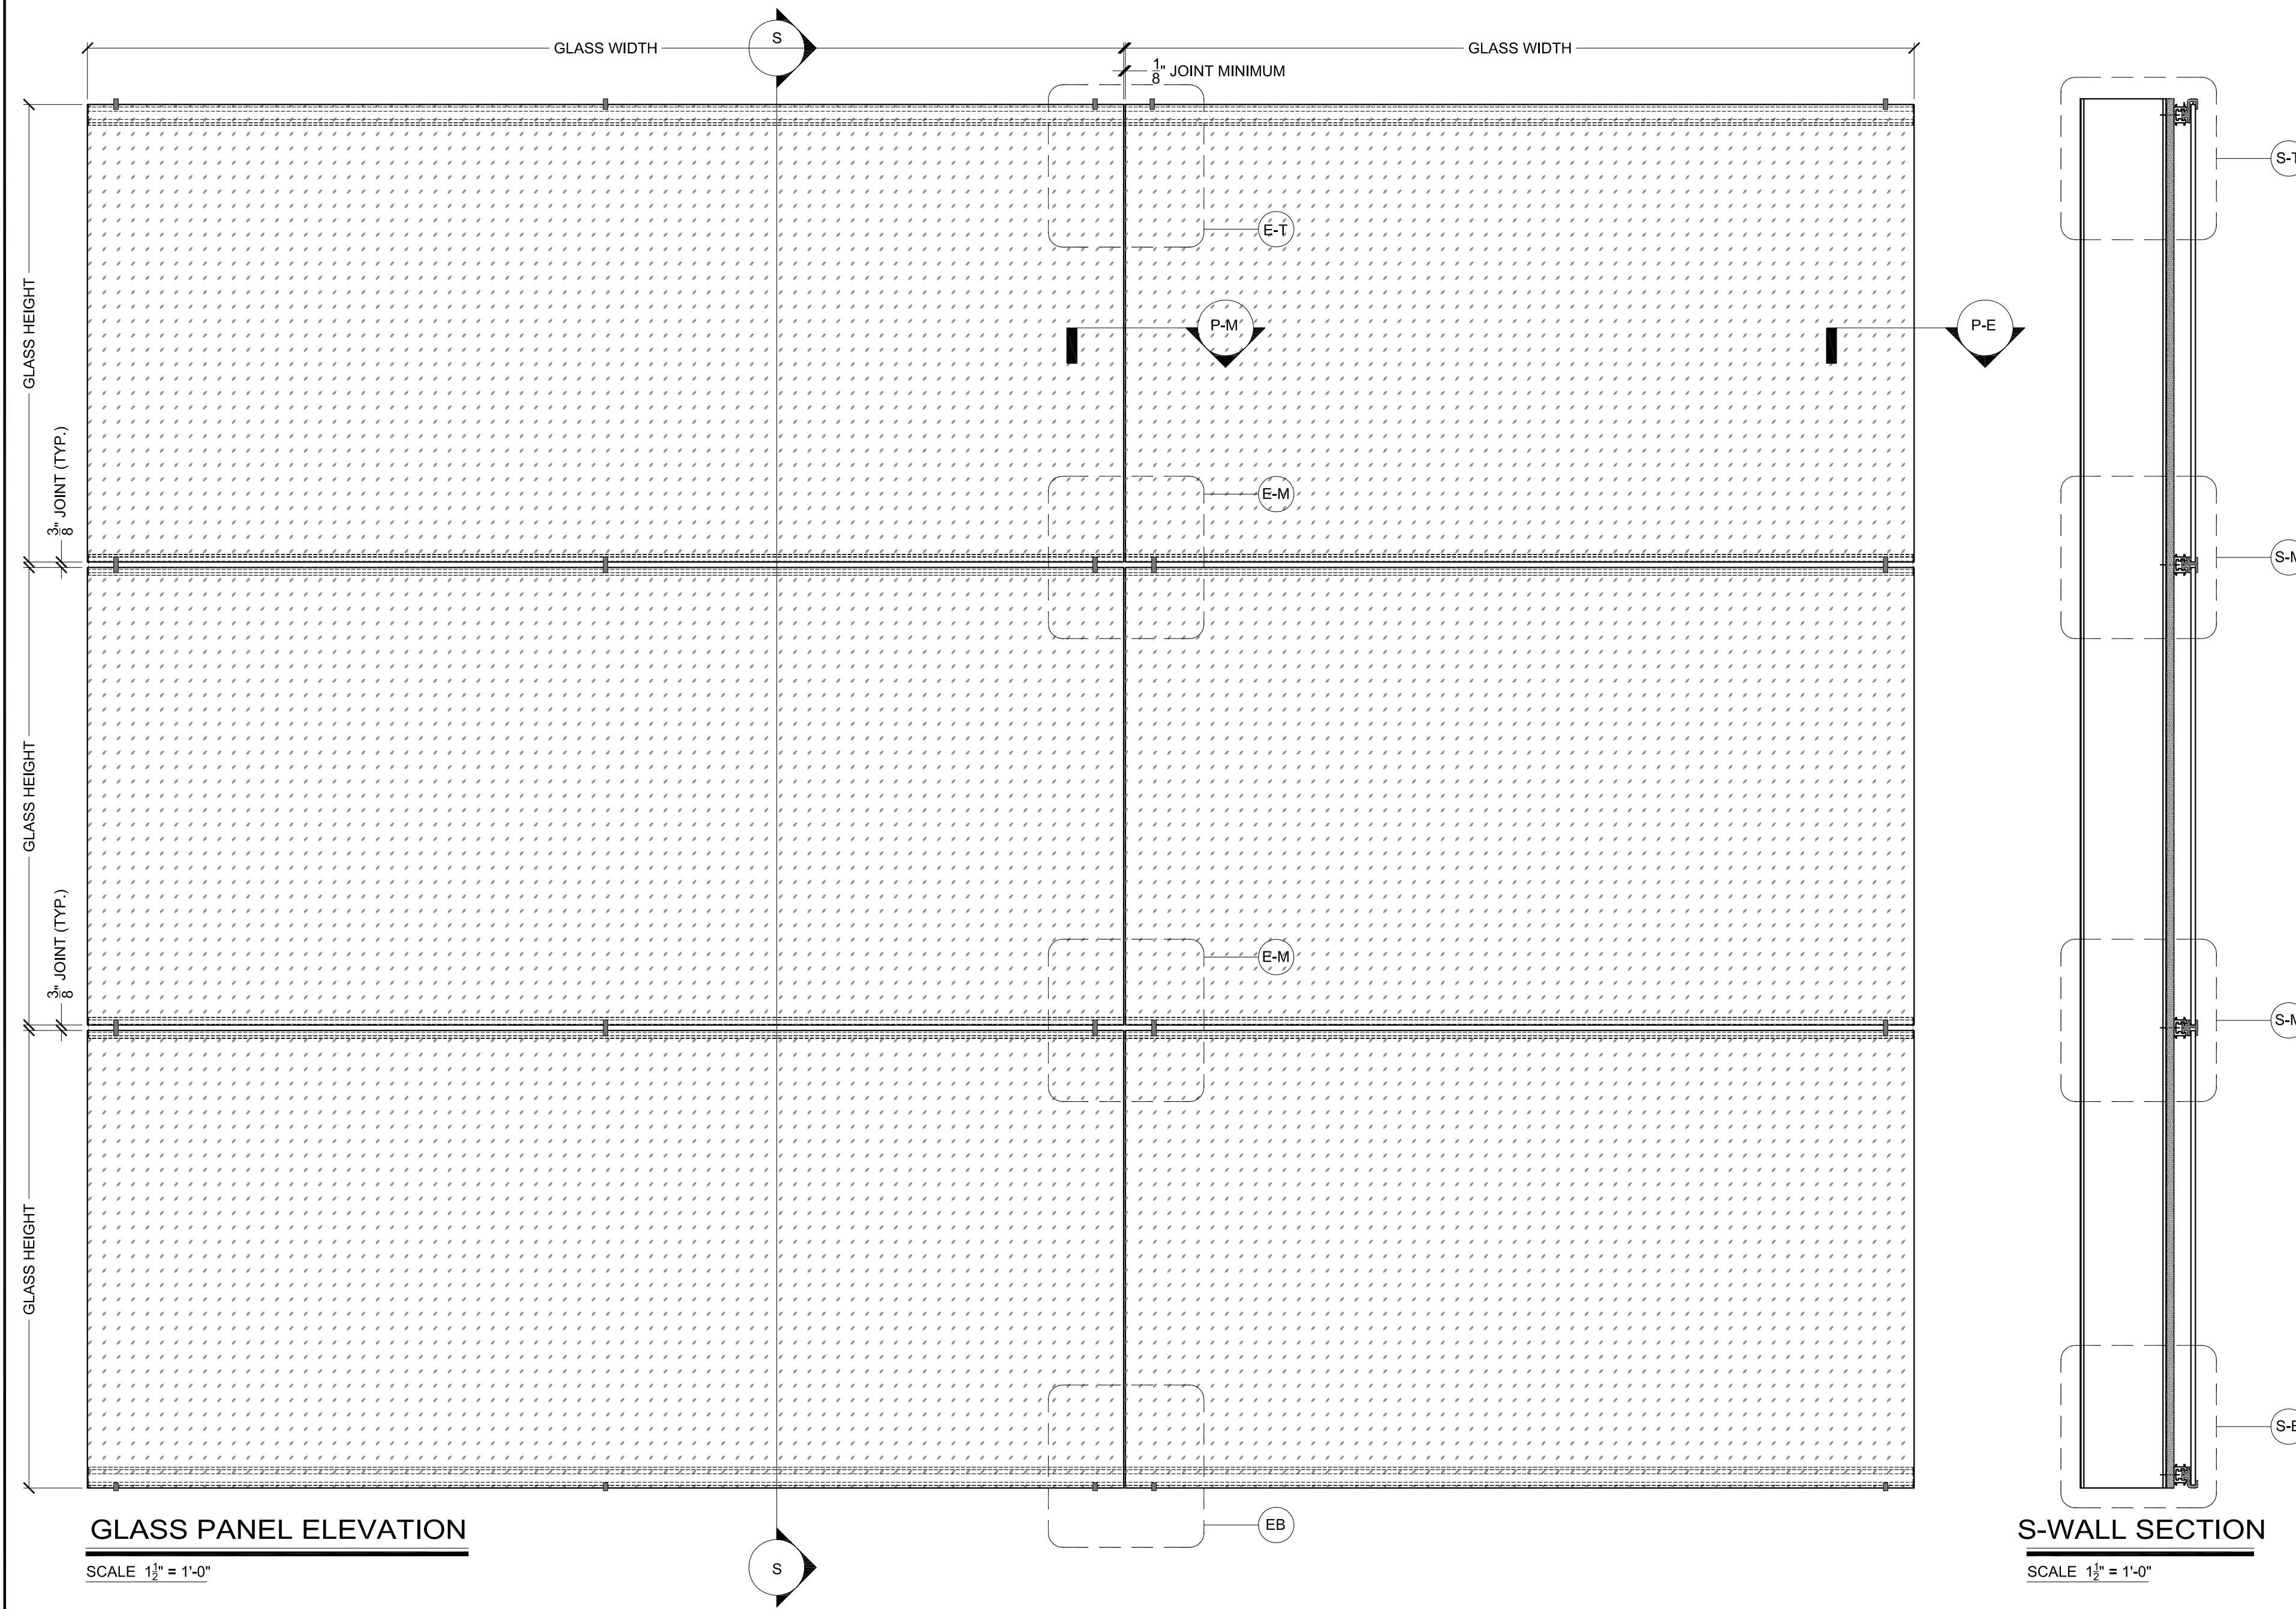 S
GLASS WIDTH
GLASS WIDTH
1/8" JOINT MINIMUM
S-T
E-T
GLASS HEIGHT
P-M
P-E
3/8" JOINT (TYP.)
E-M
S-M
GLASS HEIGHT
3/8" JOINT (TYP.)
E-M
S-M
GLASS HEIGHT
EB
GLASS PANEL ELEVATION
SCALE 1 1/2" = 1'-0"
S
S-WALL SECTION
SCALE 1 1/2" = 1'-0"